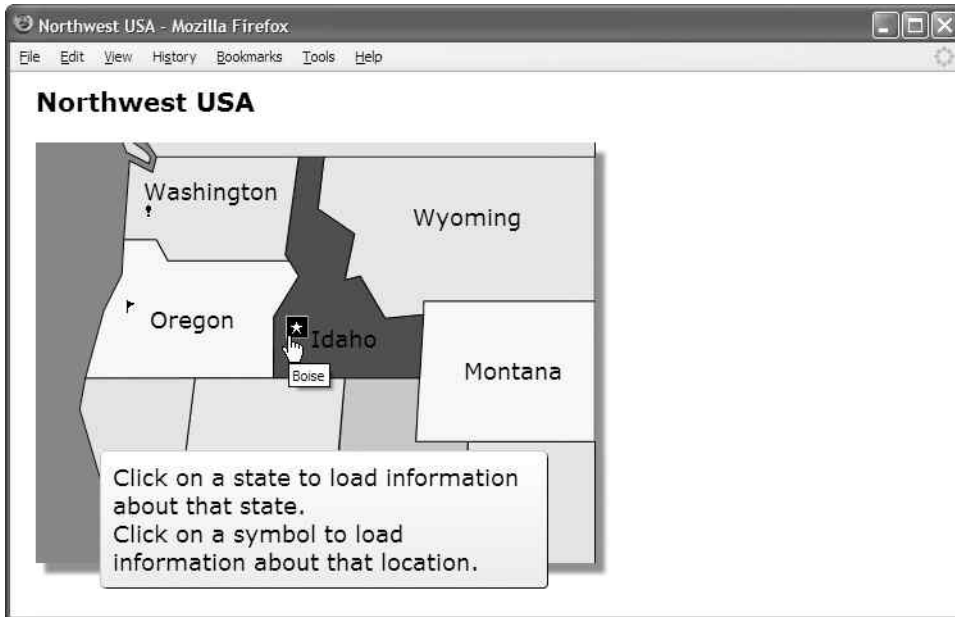 Northwest USA - Mozilla Firefox
File Edit View History Bookmarks Tools Help
Northwest USA
Washington
Wyoming
Oregon
Idaho
Boise
Montana
Click on a state to load information
about that state.
Click on a symbol to load
information about that location.